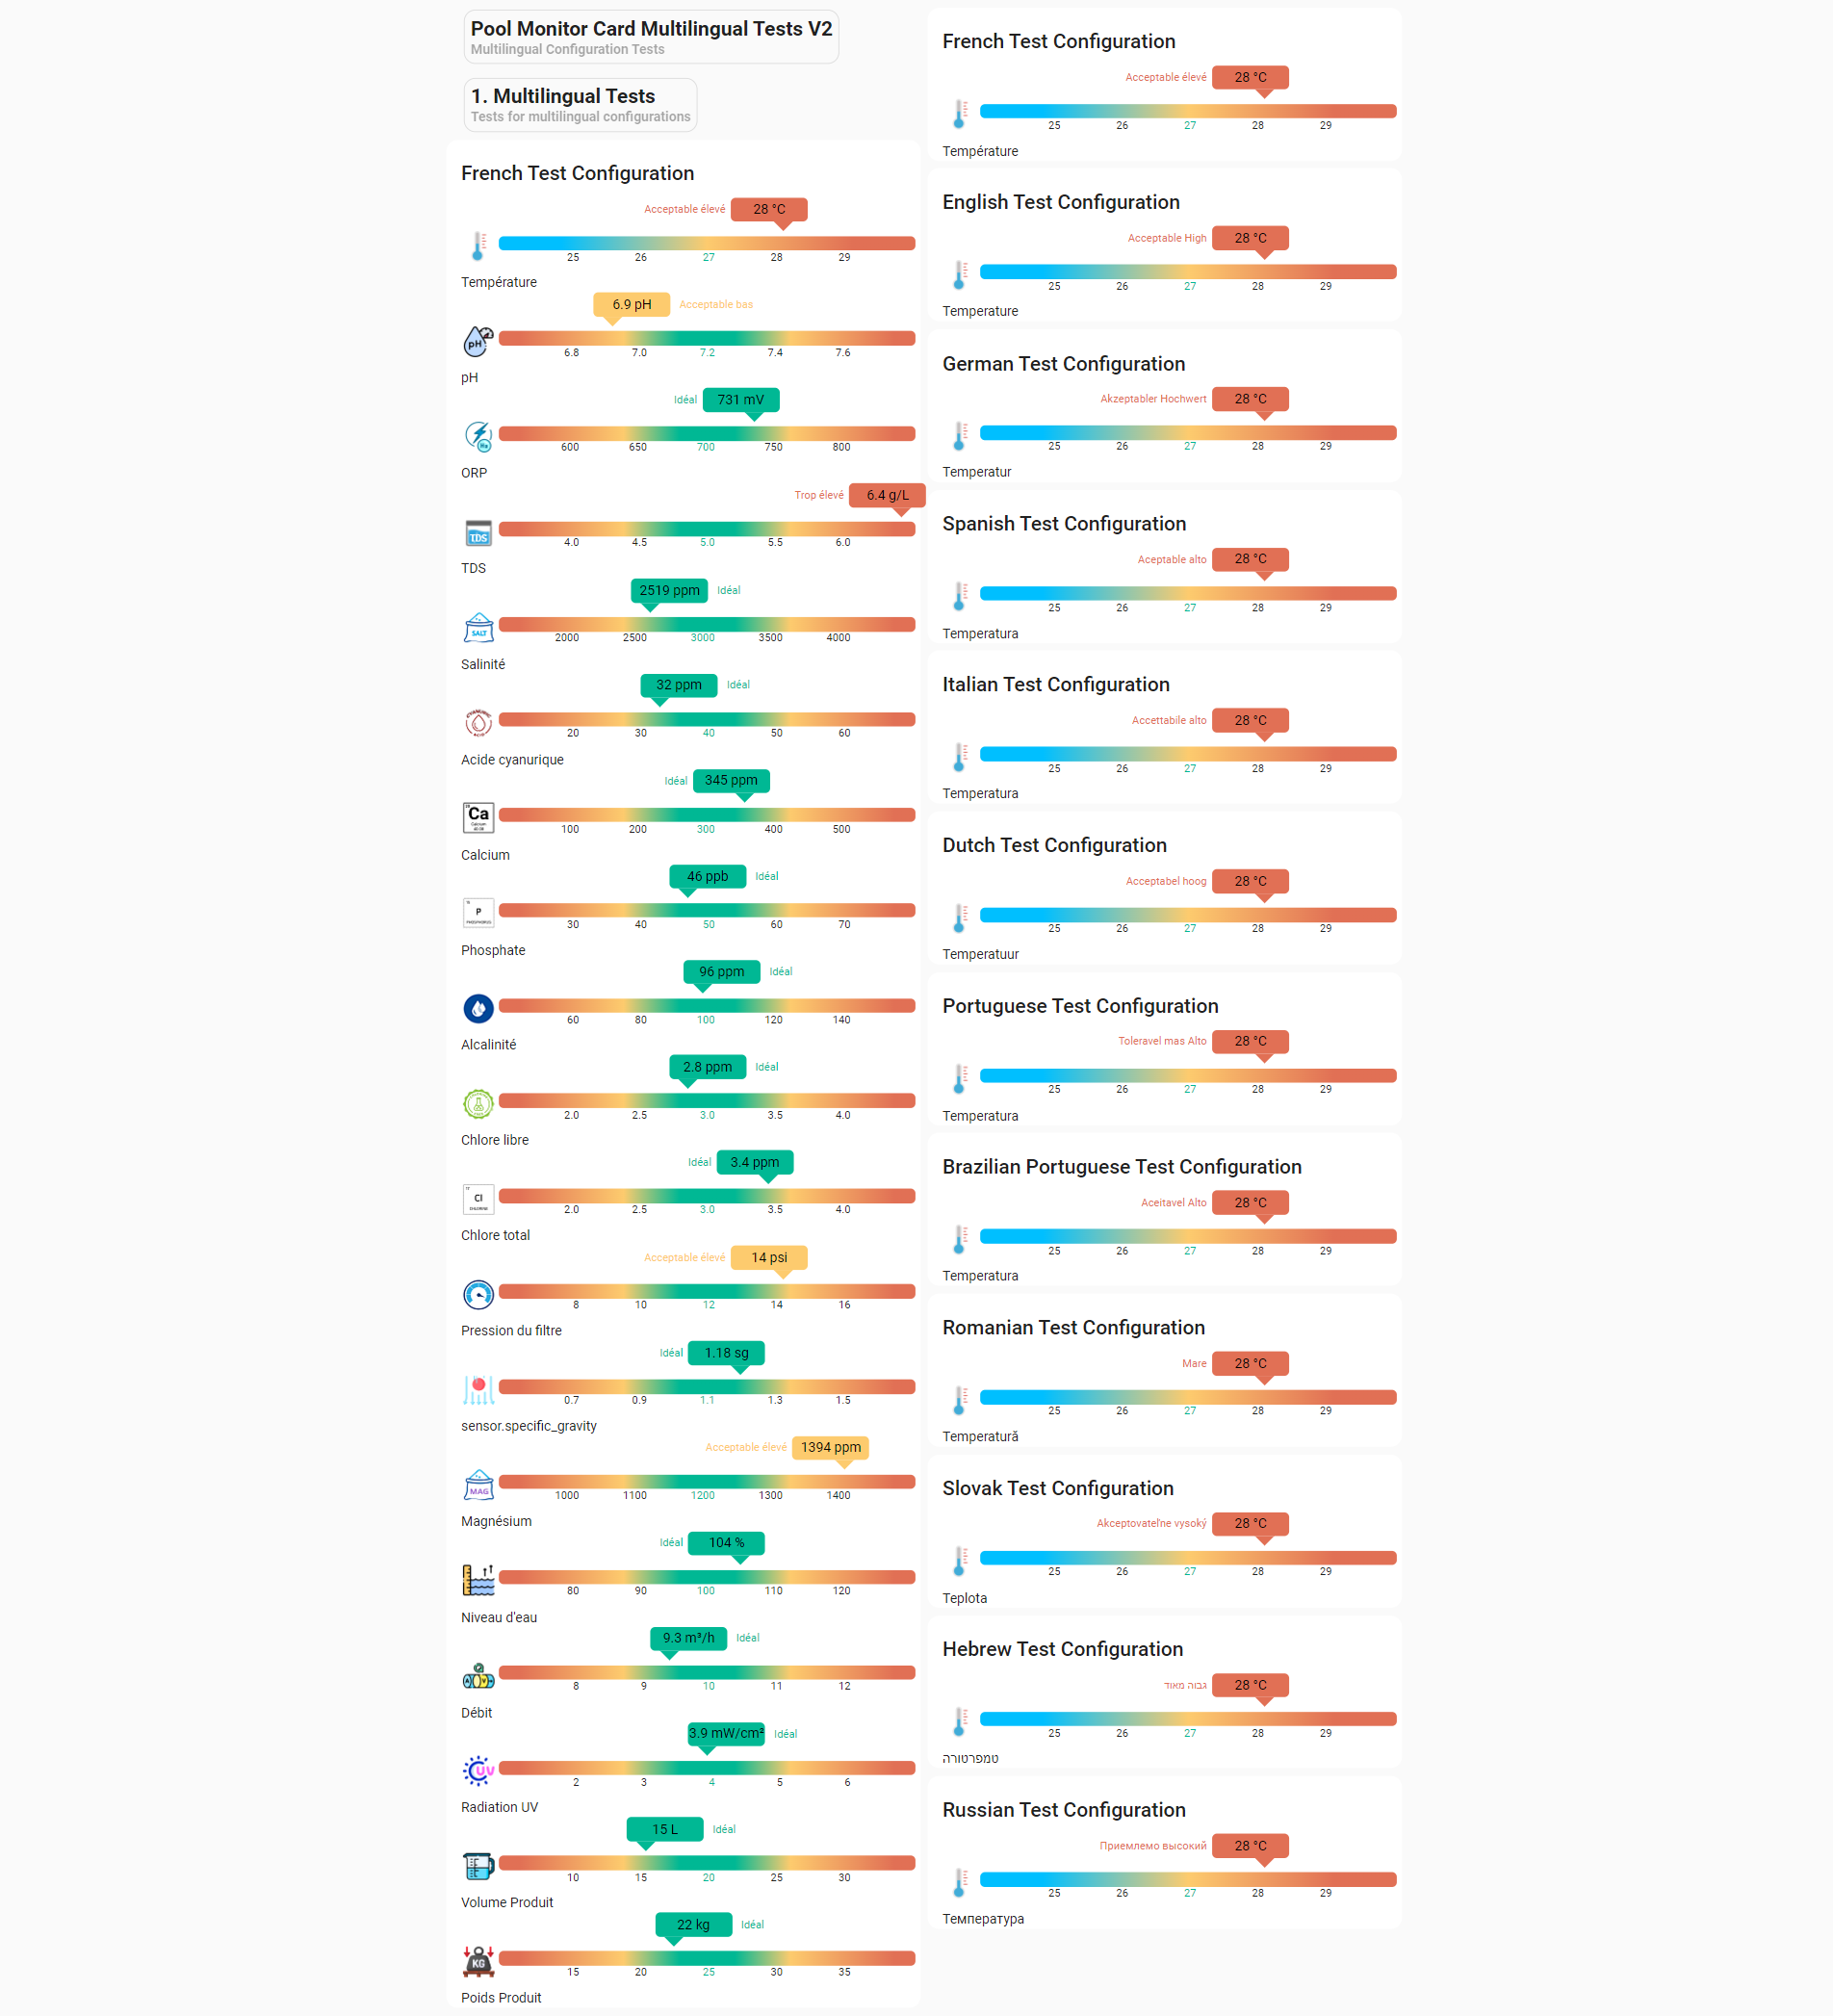 Pool Monitor Card Multilingual Tests V2
Multilingual Configuration Tests
1. Multilingual Tests
Tests for multilingual configurations
French Test Configuration
Acceptable élevé 28 °C
25 26 27 28 29
Température
6.9 pH Acceptable bas
pH
6.8 7.0 7.2 7.4 7.6
pH
Idéal 731 mV
600 650 700 750 800
ORP
Trop élevé 6.4 g/L
TDS
4.0 4.5 5.0 5.5 6.0
TDS
2519 ppm Idéal
SALT
2000 2500 3000 3500 4000
Salinité
32 ppm Idéal
20 30 40 50 60
Acide cyanurique
Idéal 345 ppm
Ca
100 200 300 400 500
Calcium
46 ppb Idéal
P
30 40 50 60 70
Phosphate
96 ppm Idéal
60 80 100 120 140
Alcalinité
2.8 ppm Idéal
2.0 2.5 3.0 3.5 4.0
Chlore libre
Idéal 3.4 ppm
Cl
2.0 2.5 3.0 3.5 4.0
Chlore total
Acceptable élevé 14 psi
8 10 12 14 16
Pression du filtre
Idéal 1.18 sg
0.7 0.9 1.1 1.3 1.5
sensor.specific_gravity
Acceptable élevé 1394 ppm
MAG
1000 1100 1200 1300 1400
Magnésium
Idéal 104 %
80 90 100 110 120
Niveau d'eau
9.3 m³/h Idéal
8 9 10 11 12
Débit
3.9 mW/cm² Idéal
UV
2 3 4 5 6
Radiation UV
15 L Idéal
10 15 20 25 30
Volume Produit
22 kg Idéal
KG
15 20 25 30 35
Poids Produit
French Test Configuration
Acceptable élevé 28 °C
25 26 27 28 29
Température
English Test Configuration
Acceptable High 28 °C
25 26 27 28 29
Temperature
German Test Configuration
Akzeptabler Hochwert 28 °C
25 26 27 28 29
Temperatur
Spanish Test Configuration
Aceptable alto 28 °C
25 26 27 28 29
Temperatura
Italian Test Configuration
Accettabile alto 28 °C
25 26 27 28 29
Temperatura
Dutch Test Configuration
Acceptabel hoog 28 °C
25 26 27 28 29
Temperatuur
Portuguese Test Configuration
Toleravel mas Alto 28 °C
25 26 27 28 29
Temperatura
Brazilian Portuguese Test Configuration
Aceitavel Alto 28 °C
25 26 27 28 29
Temperatura
Romanian Test Configuration
Mare 28 °C
25 26 27 28 29
Temperatură
Slovak Test Configuration
Akceptovateľne vysoký 28 °C
25 26 27 28 29
Teplota
Hebrew Test Configuration
גבוה מאוד 28 °C
25 26 27 28 29
טמפרטורה
Russian Test Configuration
Приемлемо высокий 28 °C
25 26 27 28 29
Температура